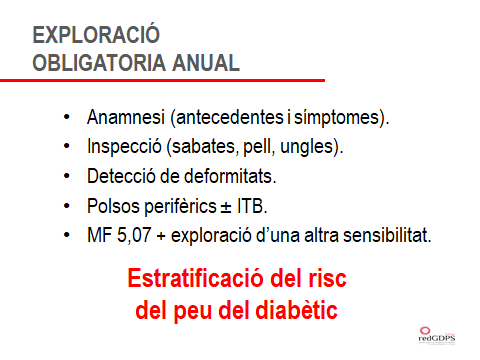 EXPLORACIÓ
OBLIGATORIA ANUAL
• Anamnesi (antecedentes i símptomes).
• Inspecció (sabates, pell, ungles).
• Detecció de deformitats.
• Polsos perifèrics ± ITB.
• MF 5,07 + exploració d’una altra sensibilitat.
Estratificació del risc
del peu del diabètic
redGDPS